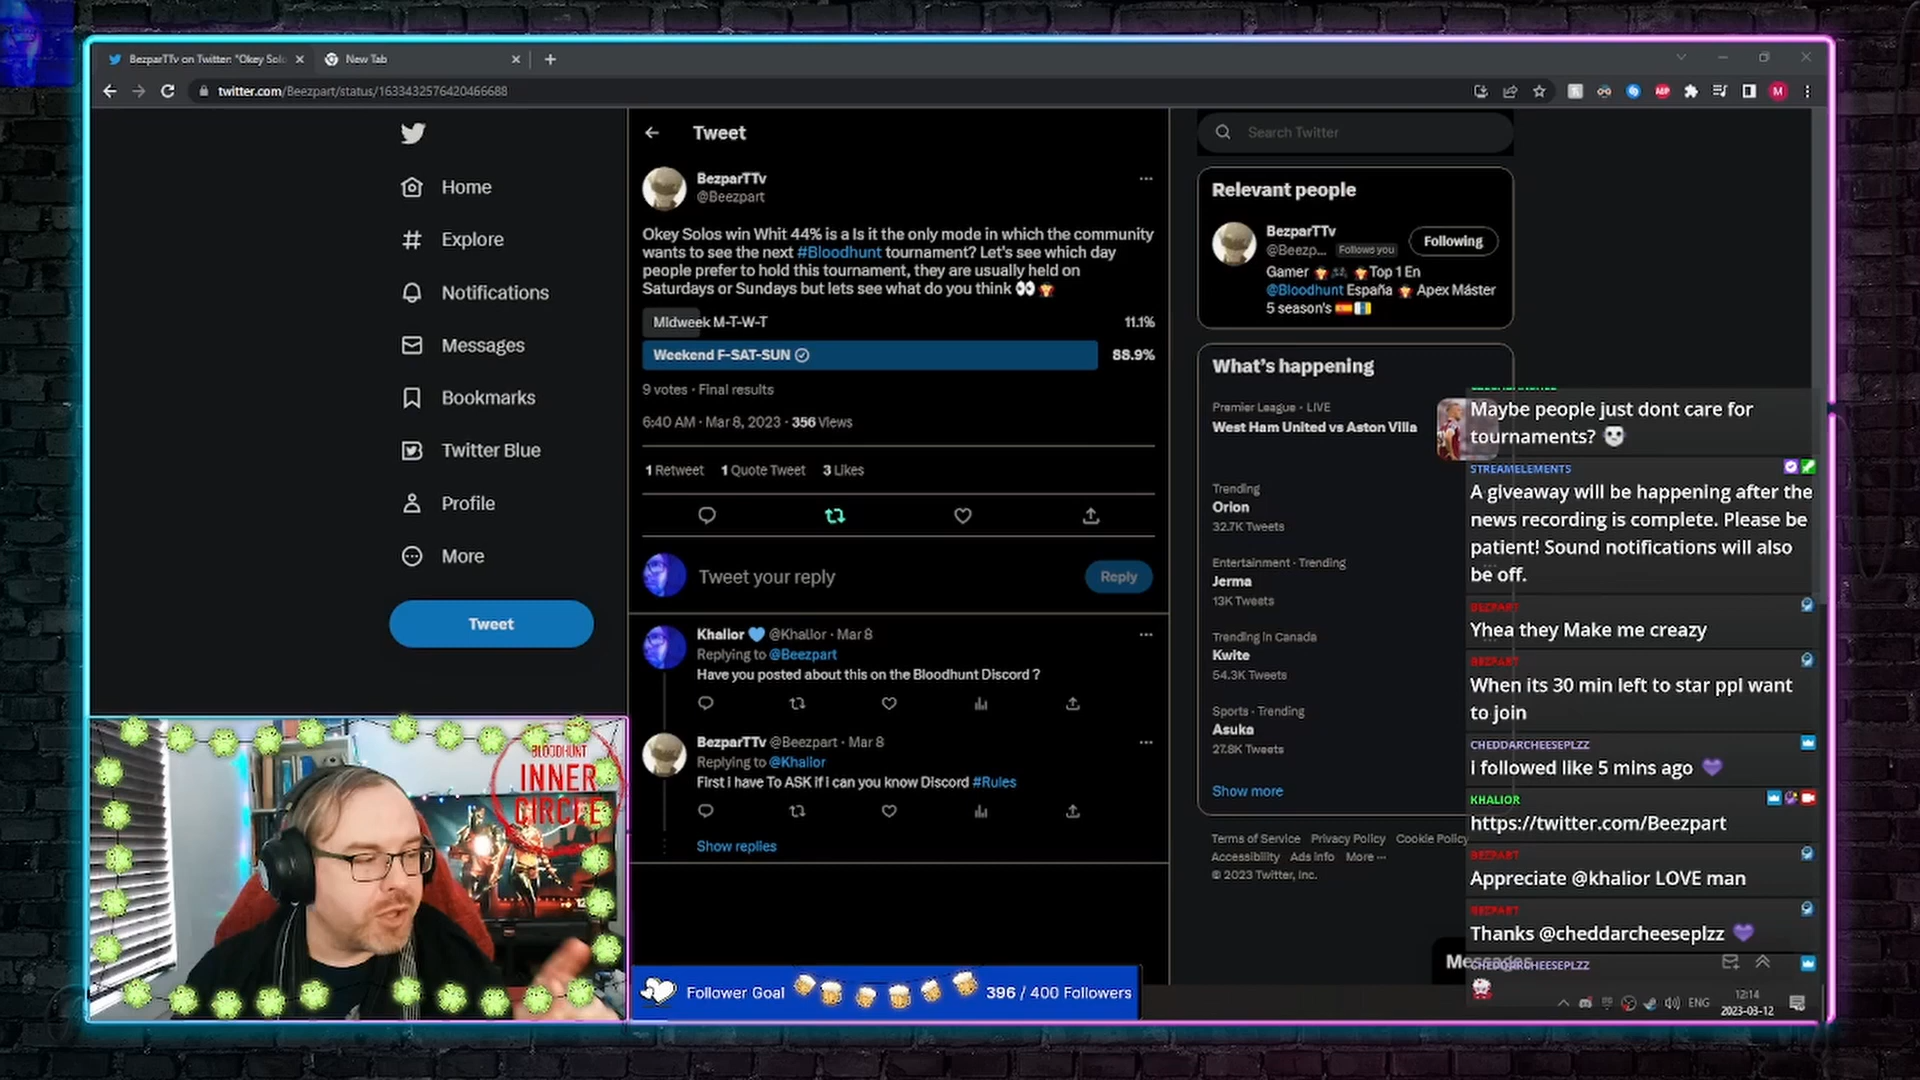 BezparTTv on Twitter: "Okey Solo
New Tab
twitter.com/Beezpart/status/1633432576420466688
Home
Explore
Notifications
Messages
Bookmarks
Twitter Blue
Profile
More
Tweet
Tweet
BezparTTv
@Beezpart
Okey Solos win Whit 44% is a Is it the only mode in which the community
wants to see the next #Bloodhunt tournament? Let's see which day
people prefer to hold this tournament, they are usually held on
Saturdays or Sundays but lets see what do you think 👀
Midweek M-T-W-T 11.1%
Weekend F-SAT-SUN 88.9%
9 votes · Final results
6:40 AM · Mar 8, 2023 · 356 Views
1 Retweet 1 Quote Tweet 3 Likes
Tweet your reply
Reply
Khalior 💙 @Khalior · Mar 8
Replying to @Beezpart
Have you posted about this on the Bloodhunt Discord ?
BezparTTv @Beezpart · Mar 8
Replying to @Khalior
First i have To ASK if i can you know Discord #Rules
Show replies
Search Twitter
Relevant people
BezparTTv
@Beezp... Follows you
Following
Gamer Top 1 En
@Bloodhunt España Apex Máster
5 season's
What's happening
Premier League · LIVE
West Ham United vs Aston Villa
Trending
Orion
32.7K Tweets
Entertainment · Trending
Jerma
13K Tweets
Trending in Canada
Kwite
54.3K Tweets
Sports · Trending
Asuka
27.8K Tweets
Show more
Terms of Service Privacy Policy Cookie Policy
Accessibility Ads info More ...
© 2023 Twitter, Inc.
Maybe people just dont care for
tournaments?
STREAMELEMENTS
A giveaway will be happening after the
news recording is complete. Please be
patient! Sound notifications will also
be off.
BEZPART
Yhea they Make me creazy
BEZPART
When its 30 min left to star ppl want
to join
CHEDDARCHEESEPLZZ
i followed like 5 mins ago 💜
KHALIOR
https://twitter.com/Beezpart
BEZPART
Appreciate @khalior LOVE man
BEZPART
Thanks @cheddarcheeseplzz 💜
Messages
CHEDDARCHEESEPLZZ
ENG
12:14
2023-03-12
BLOODHUNT
INNER
CIRCLE
Follower Goal
396 / 400 Followers
M